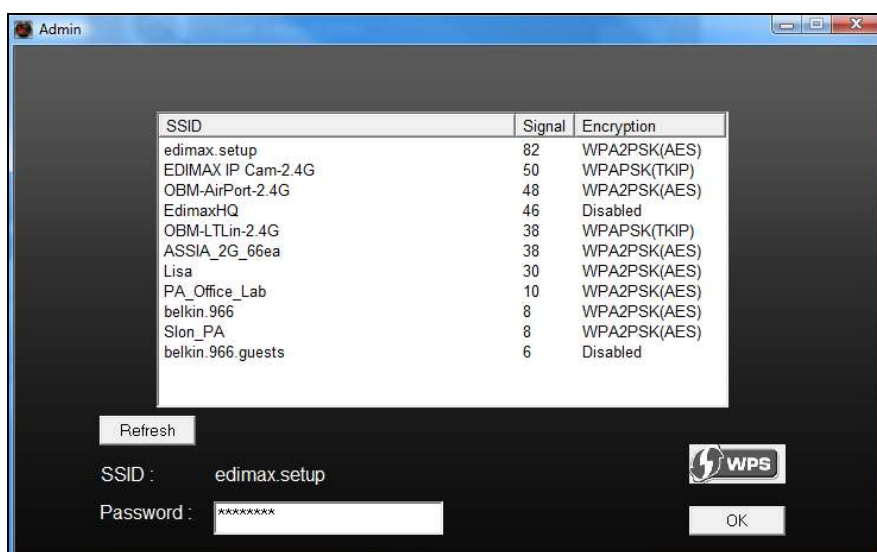 Admin
SSID Signal Encryption
edimax.setup 82 WPA2PSK(AES)
EDIMAX IP Cam-2.4G 50 WPAPSK(TKIP)
OBM-AirPort-2.4G 48 WPA2PSK(AES)
EdimaxHQ 46 Disabled
OBM-LTLin-2.4G 38 WPAPSK(TKIP)
ASSIA_2G_66ea 38 WPA2PSK(AES)
Lisa 30 WPA2PSK(AES)
PA_Office_Lab 10 WPA2PSK(AES)
belkin.966 8 WPA2PSK(AES)
Slon_PA 8 WPA2PSK(AES)
belkin.966.guests 6 Disabled
Refresh
SSID : edimax.setup
WPS
Password : ********
OK